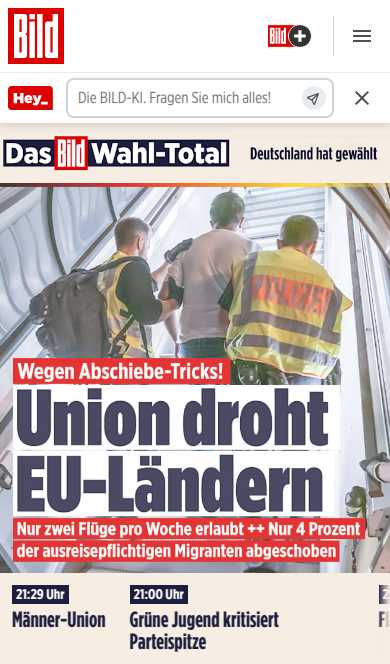 Bild
Bild
Hey_
Die BILD-KI. Fragen Sie mich alles!
Das Bild Wahl-Total
Deutschland hat gewählt
POLIZEI
Wegen Abschiebe-Tricks!
Union droht
EU-Ländern
Nur zwei Flüge pro Woche erlaubt ++ Nur 4 Prozent
der ausreisepflichtigen Migranten abgeschoben
21:29 Uhr
21:00 Uhr
Männer-Union
Grüne Jugend kritisiert
Parteispitze